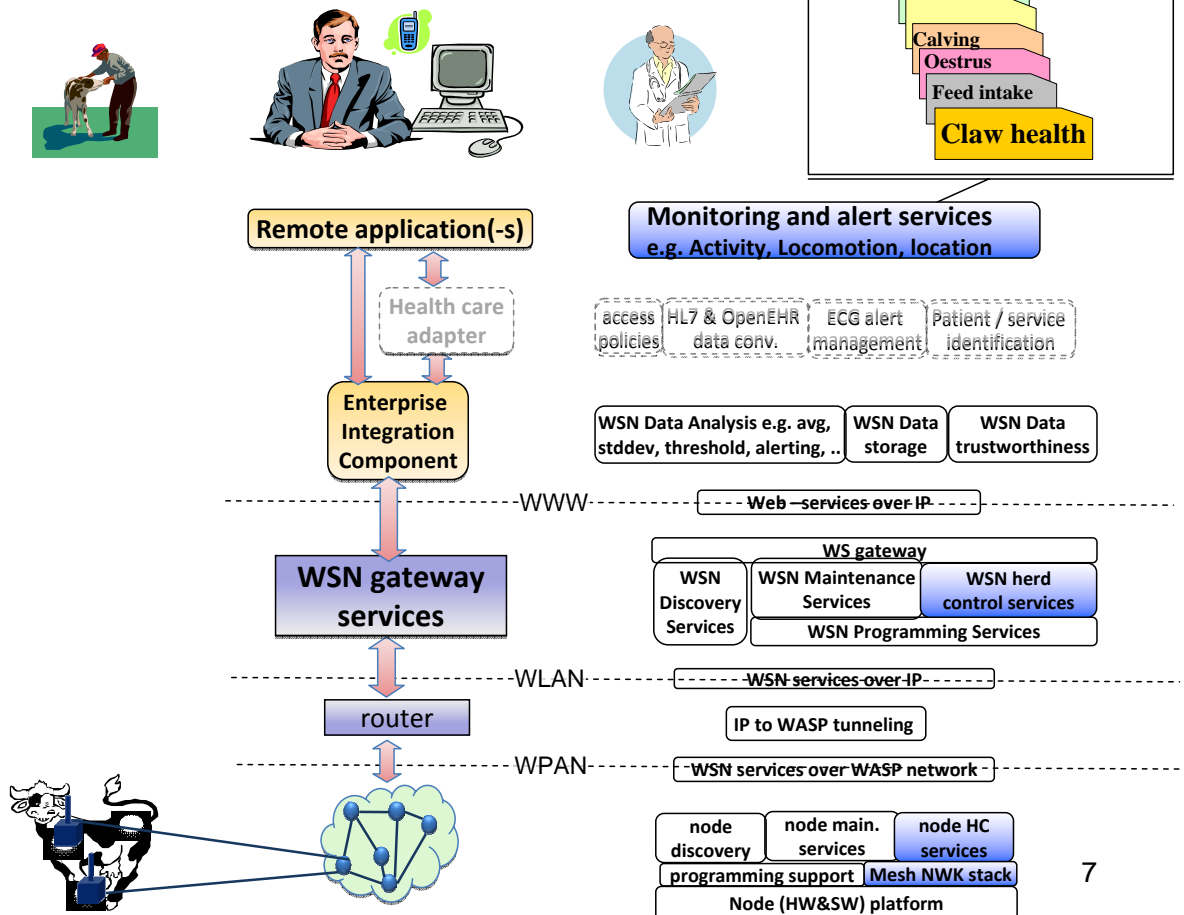 Calving
Oestrus
Feed intake
Claw health
Remote application(-s)
Monitoring and alert services
e.g. Activity, Locomotion, location
Health care
adapter
access
policies
HL7 & OpenEHR
data conv.
ECG alert
management
Patient / service
identification
Enterprise
Integration
Component
WSN Data Analysis e.g. avg,
stddev, threshold, alerting, ..
WSN Data
storage
WSN Data
trustworthiness
WWW
Web –services over IP
WSN gateway
services
WS gateway
WSN
Discovery
Services
WSN Maintenance
Services
WSN herd
control services
WSN Programming Services
WLAN
WSN services over IP
router
IP to WASP tunneling
WPAN
WSN services over WASP network
node
discovery
node main.
services
node HC
services
programming support
Mesh NWK stack
Node (HW&SW) platform
7